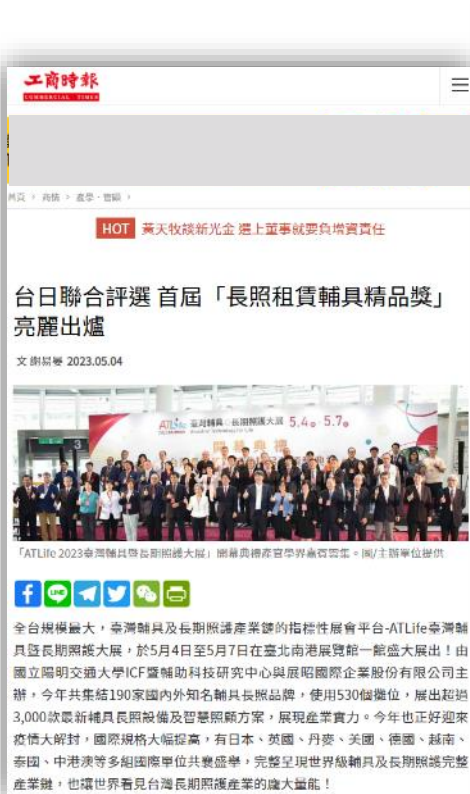 工商時報
COMMERCIAL TIMES
首頁 › 商情 › 產學‧管顧 ›
HOT 黃天牧談新光金 選上董事就要負增資責任
台日聯合評選 首屆「長照租賃輔具精品獎」
亮麗出爐
文 謝易晏 2023.05.04
ATLife 臺灣輔具暨長期照護大展 5.4 - 5.7
開幕典禮
「ATLife 2023臺灣輔具暨長期照護大展」開幕典禮產官學界嘉賓雲集。圖/主辦單位提供
全台規模最大，臺灣輔具及長期照護產業鏈的指標性展會平台-ATLife臺灣輔
具暨長期照護大展，於5月4日至5月7日在臺北南港展覽館一館盛大展出！由
國立陽明交通大學ICF暨輔助科技研究中心與展昭國際企業股份有限公司主
辦，今年共集結190家國內外知名輔具長照品牌，使用530個攤位，展出超過
3,000款最新輔具長照設備及智慧照顧方案，展現產業實力。今年也正好迎來
疫情大解封，國際規格大幅提高，有日本、英國、丹麥、美國、德國、越南、
泰國、中港澳等多組國際單位共襄盛舉，完整呈現世界級輔具及長期照護完整
產業鏈，也讓世界看見台灣長期照護產業的龐大量能！